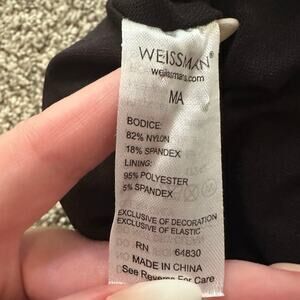 WEISSMAN®
weissmans.com
MA
BODICE:
82% NYLON
18% SPANDEX
LINING:
95% POLYESTER
5% SPANDEX
EXCLUSIVE OF DECORATION
EXCLUSIVE OF ELASTIC
RN 64830
MADE IN CHINA
See Reverse For Care